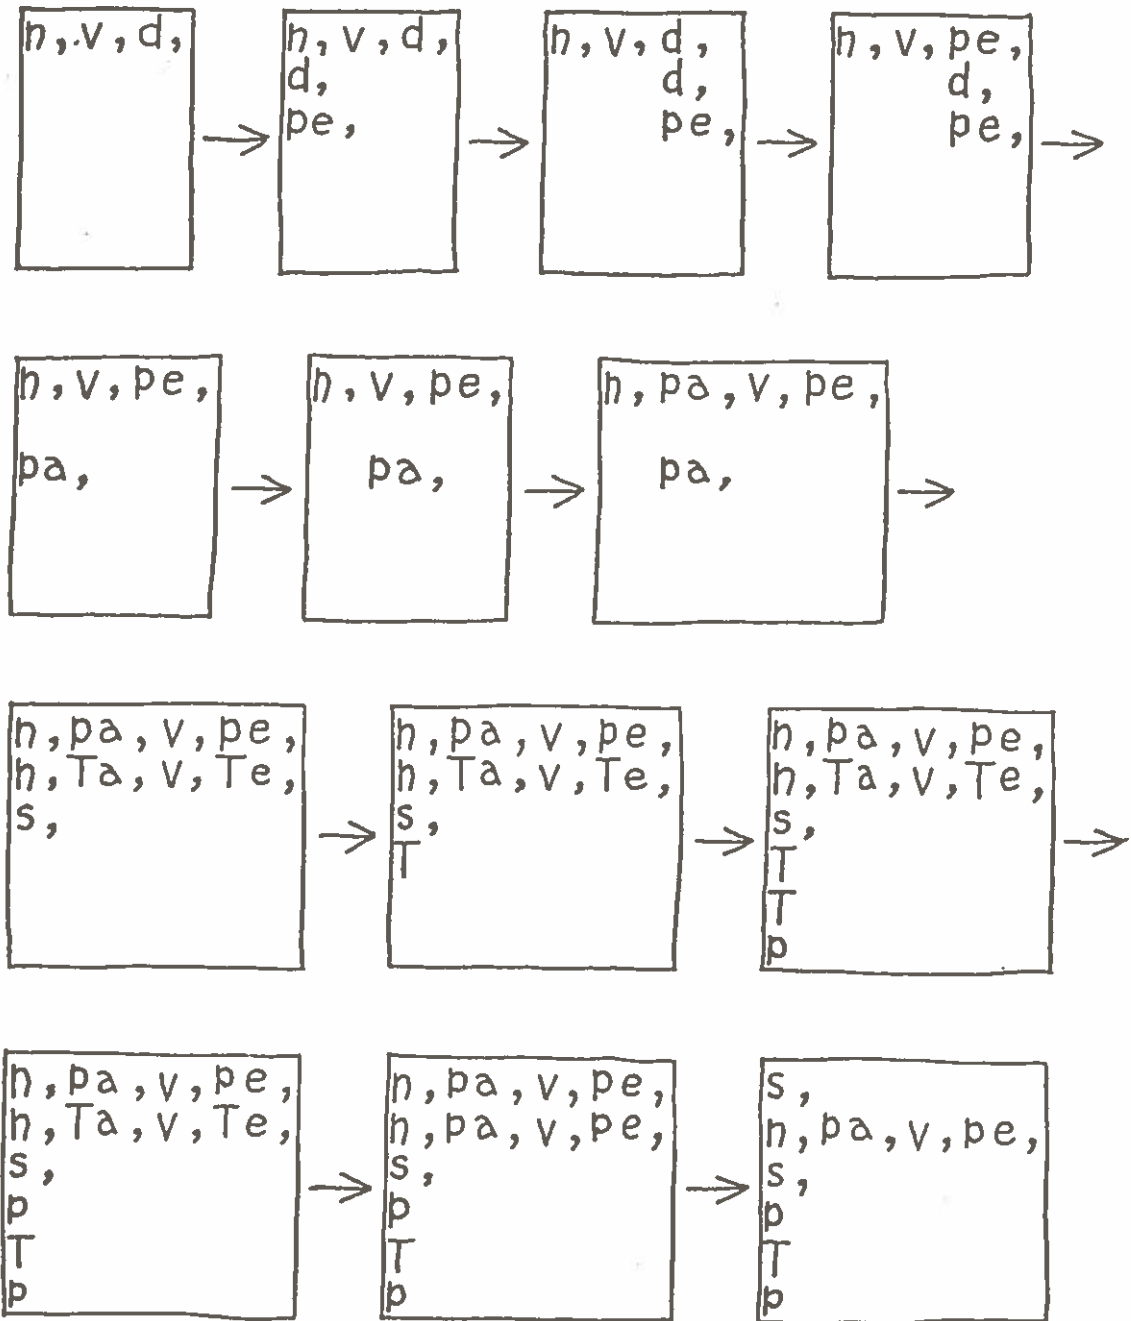 n, v, d,
n, v, d,
d,
pe,
n, v, d,
d,
pe,
n, v, pe,
d,
pe,
n, v, pe,
pa,
n, v, pe,
pa,
n, pa, v, pe,
pa,
n, pa, v, pe,
n, Ta, v, Te,
s,
n, pa, v, pe,
n, Ta, v, Te,
s,
T
n, pa, v, pe,
n, Ta, v, Te,
s,
T
T
p
n, pa, v, pe,
n, Ta, v, Te,
s,
p
T
p
n, pa, v, pe,
n, pa, v, pe,
s,
p
T
p
s,
n, pa, v, pe,
s,
p
T
p